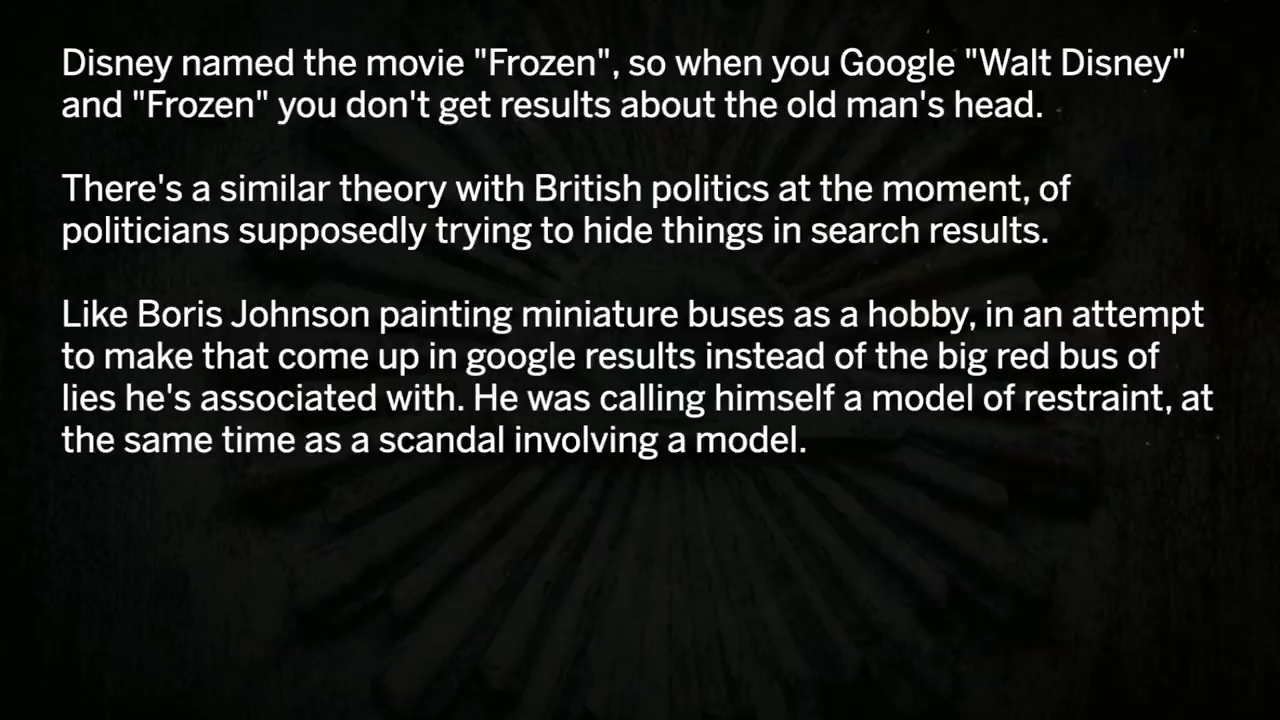 Disney named the movie "Frozen", so when you Google "Walt Disney"
and "Frozen" you don't get results about the old man's head.
There's a similar theory with British politics at the moment, of
politicians supposedly trying to hide things in search results.
Like Boris Johnson painting miniature buses as a hobby, in an attempt
to make that come up in google results instead of the big red bus of
lies he's associated with. He was calling himself a model of restraint, at
the same time as a scandal involving a model.